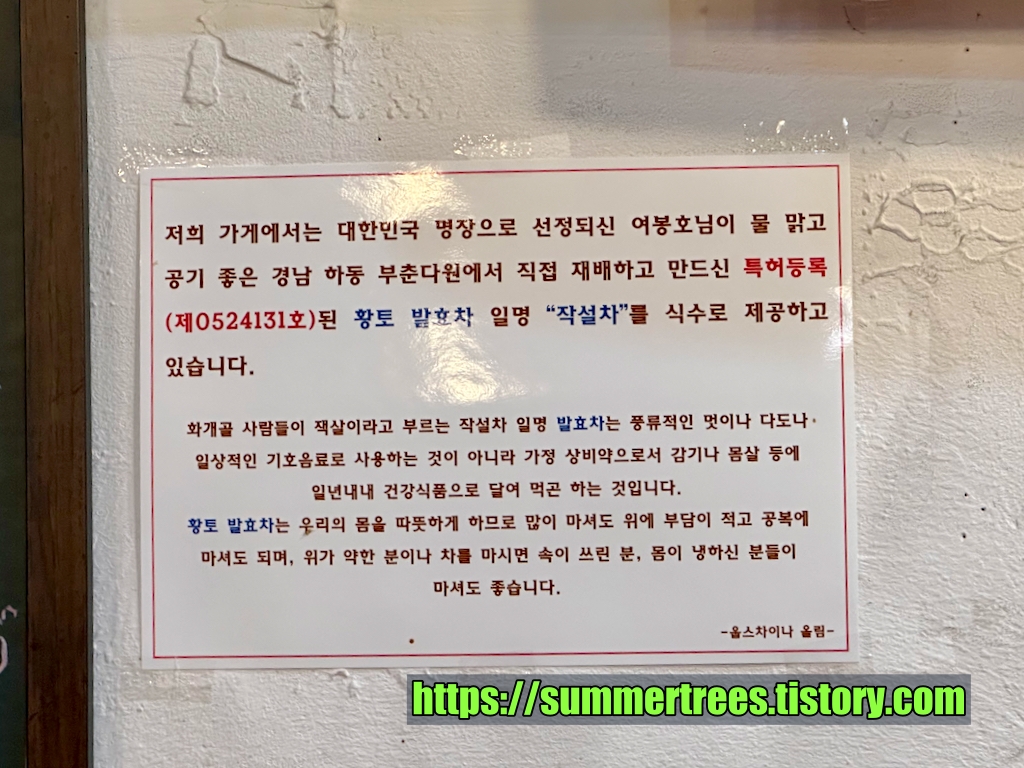 저희 가게에서는 대한민국 명장으로 선정되신 여봉호님이 물 맑고
공기 좋은 경남 하동 부춘다원에서 직접 재배하고 만드신 특허등록
(제0524131호)된 황토 발효차 일명 “작설차”를 식수로 제공하고
있습니다.
화개골 사람들이 잭살이라고 부르는 작설차 일명 발효차는 풍류적인 멋이나 다도나
일상적인 기호음료로 사용하는 것이 아니라 가정 상비약으로서 감기나 몸살 등에
일년내내 건강식품으로 달여 먹곤 하는 것입니다.
황토 발효차는 우리의 몸을 따뜻하게 하므로 많이 마셔도 위에 부담이 적고 공복에
마셔도 되며, 위가 약한 분이나 차를 마시면 속이 쓰린 분, 몸이 냉하신 분들이
마셔도 좋습니다.
-웁스차이나 올림-
https://summertrees.tistory.com